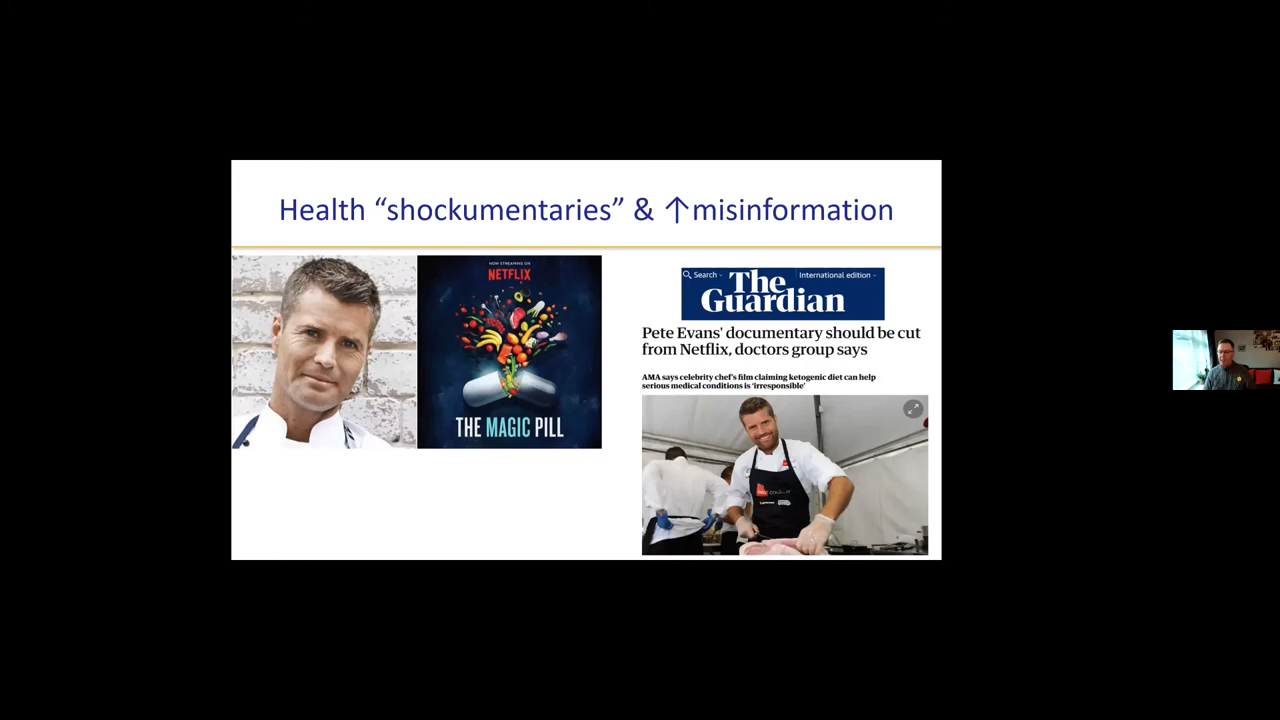 Health “shockumentaries” & ↑misinformation
NOW STREAMING ON
NETFLIX
THE MAGIC PILL
Search -
International edition -
The
Guardian
Pete Evans' documentary should be cut
from Netflix, doctors group says
AMA says celebrity chef's film claiming ketogenic diet can help
serious medical conditions is ‘irresponsible’